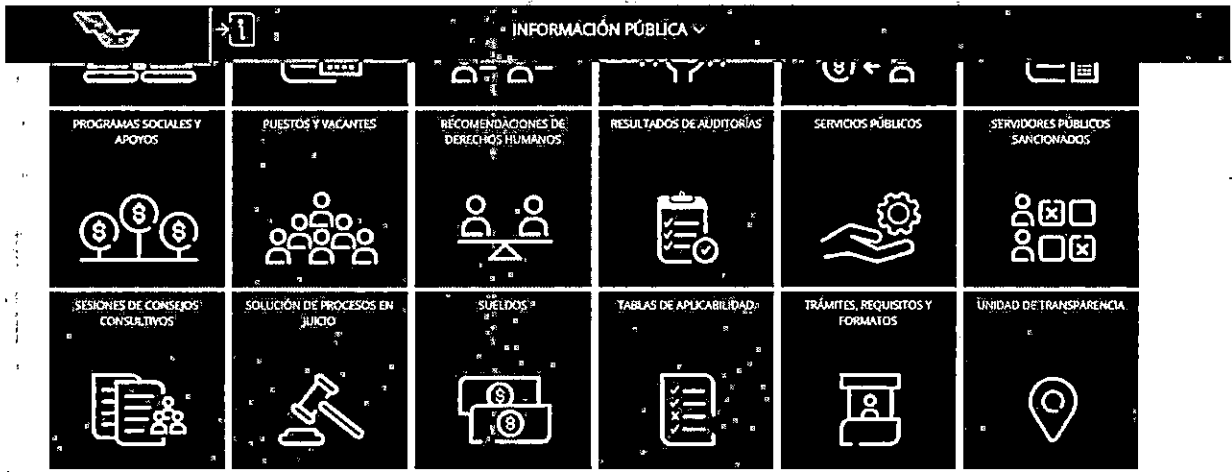 INFORMACIÓN PÚBLICA
PROGRAMAS SOCIALES Y
APOYOS
PUESTOS Y VACANTES
RECOMENDACIONES DE
DERECHOS HUMANOS
RESULTADOS DE AUDITORÍAS
SERVICIOS PÚBLICOS
SERVIDORES PÚBLICOS
SANCIONADOS
SESIONES DE CONSEJOS
CONSULTIVOS
SOLUCIÓN DE PROCESOS EN
JUICIO
SUELDOS
TABLAS DE APLICABILIDAD
TRÁMITES, REQUISITOS Y
FORMATOS
UNIDAD DE TRANSPARENCIA